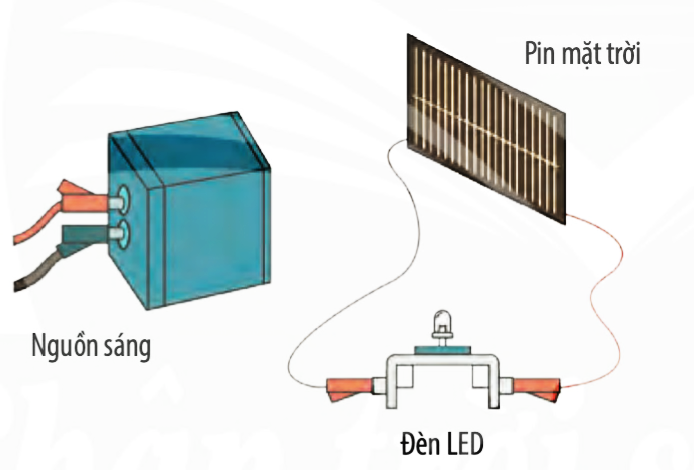 Pin mặt trời
Nguồn sáng
Đèn LED